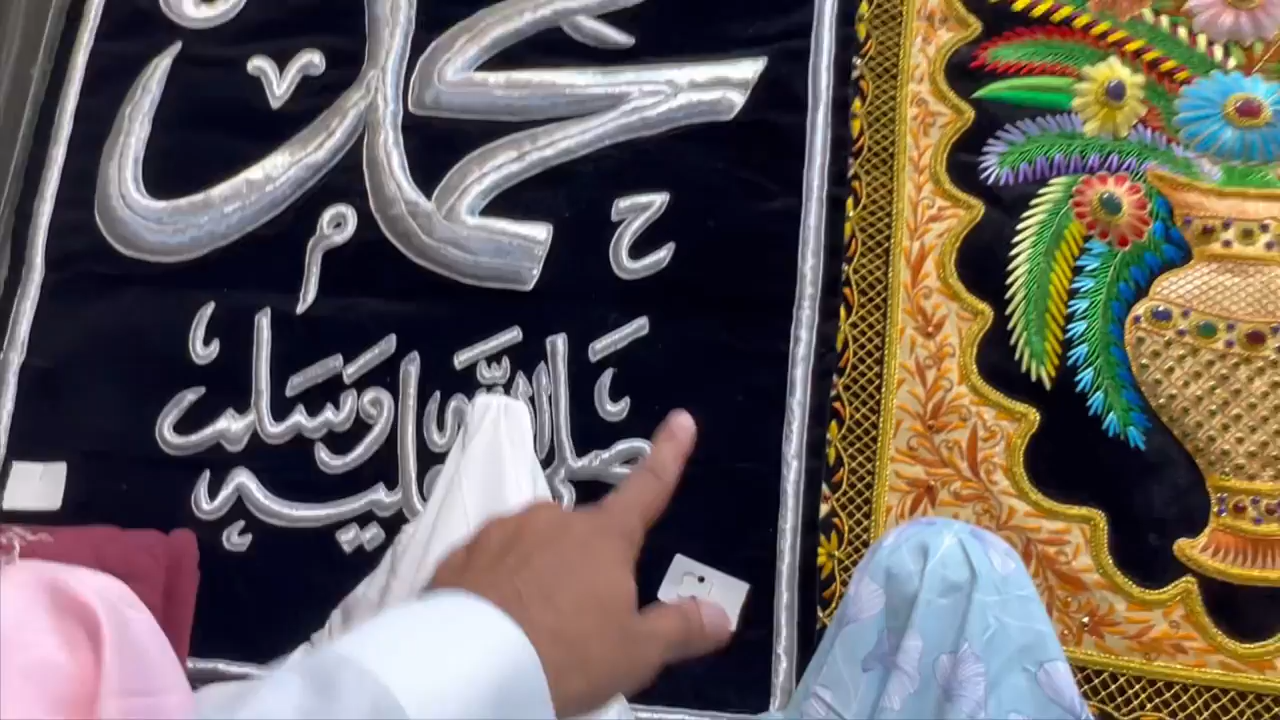 محمد
صلى الله
عليه وسلم